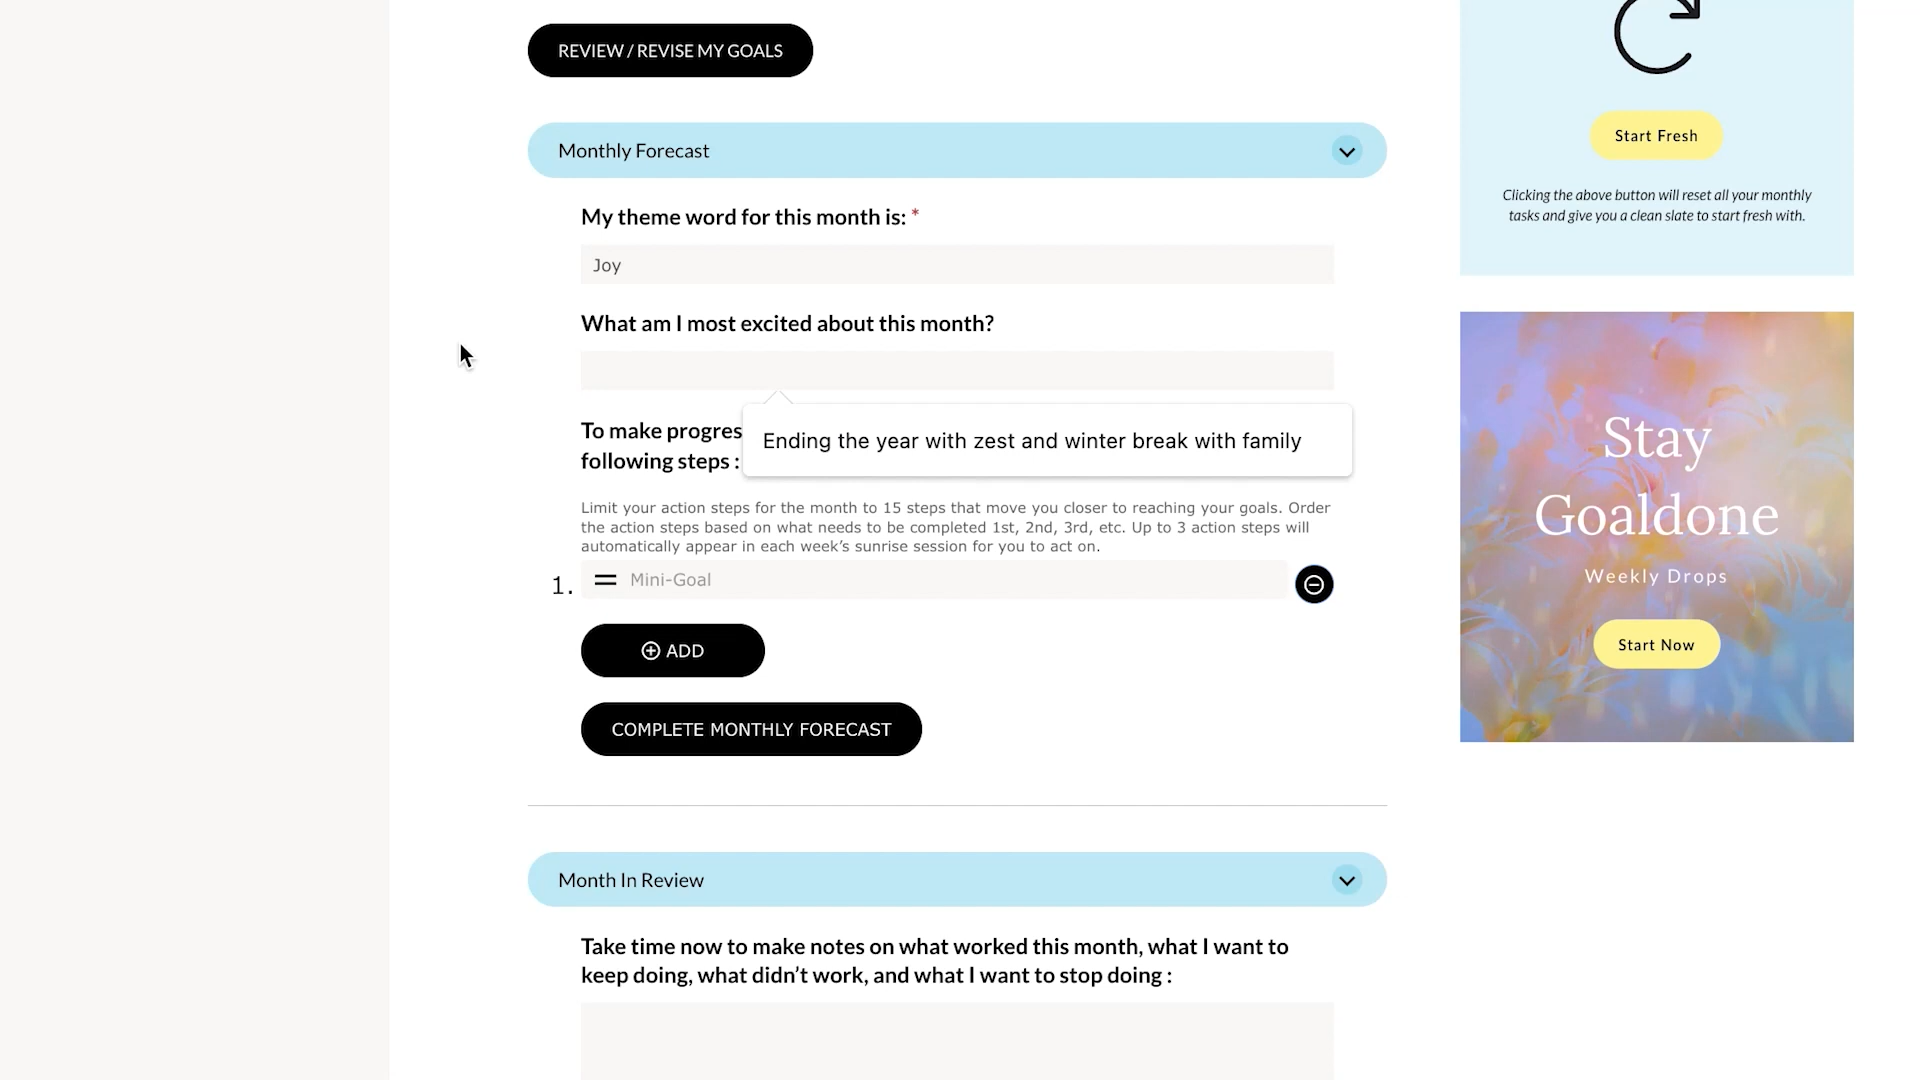 REVIEW / REVISE MY GOALS
Monthly Forecast
My theme word for this month is: *
Joy
What am I most excited about this month?
Ending the year with zest and winter break with family
To make progres
following steps :
Limit your action steps for the month to 15 steps that move you closer to reaching your goals. Order
the action steps based on what needs to be completed 1st, 2nd, 3rd, etc. Up to 3 action steps will
automatically appear in each week’s sunrise session for you to act on.
1. Mini-Goal
ADD
COMPLETE MONTHLY FORECAST
Month In Review
Take time now to make notes on what worked this month, what I want to
keep doing, what didn’t work, and what I want to stop doing :
Start Fresh
Clicking the above button will reset all your monthly
tasks and give you a clean slate to start fresh with.
Stay
Goaldone
Weekly Drops
Start Now